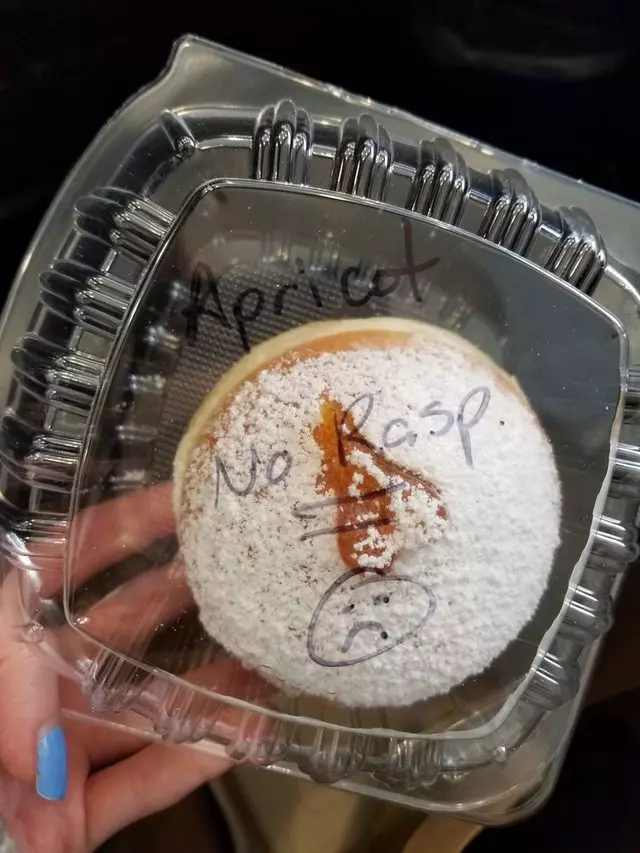 Apricot
No Rasp
=